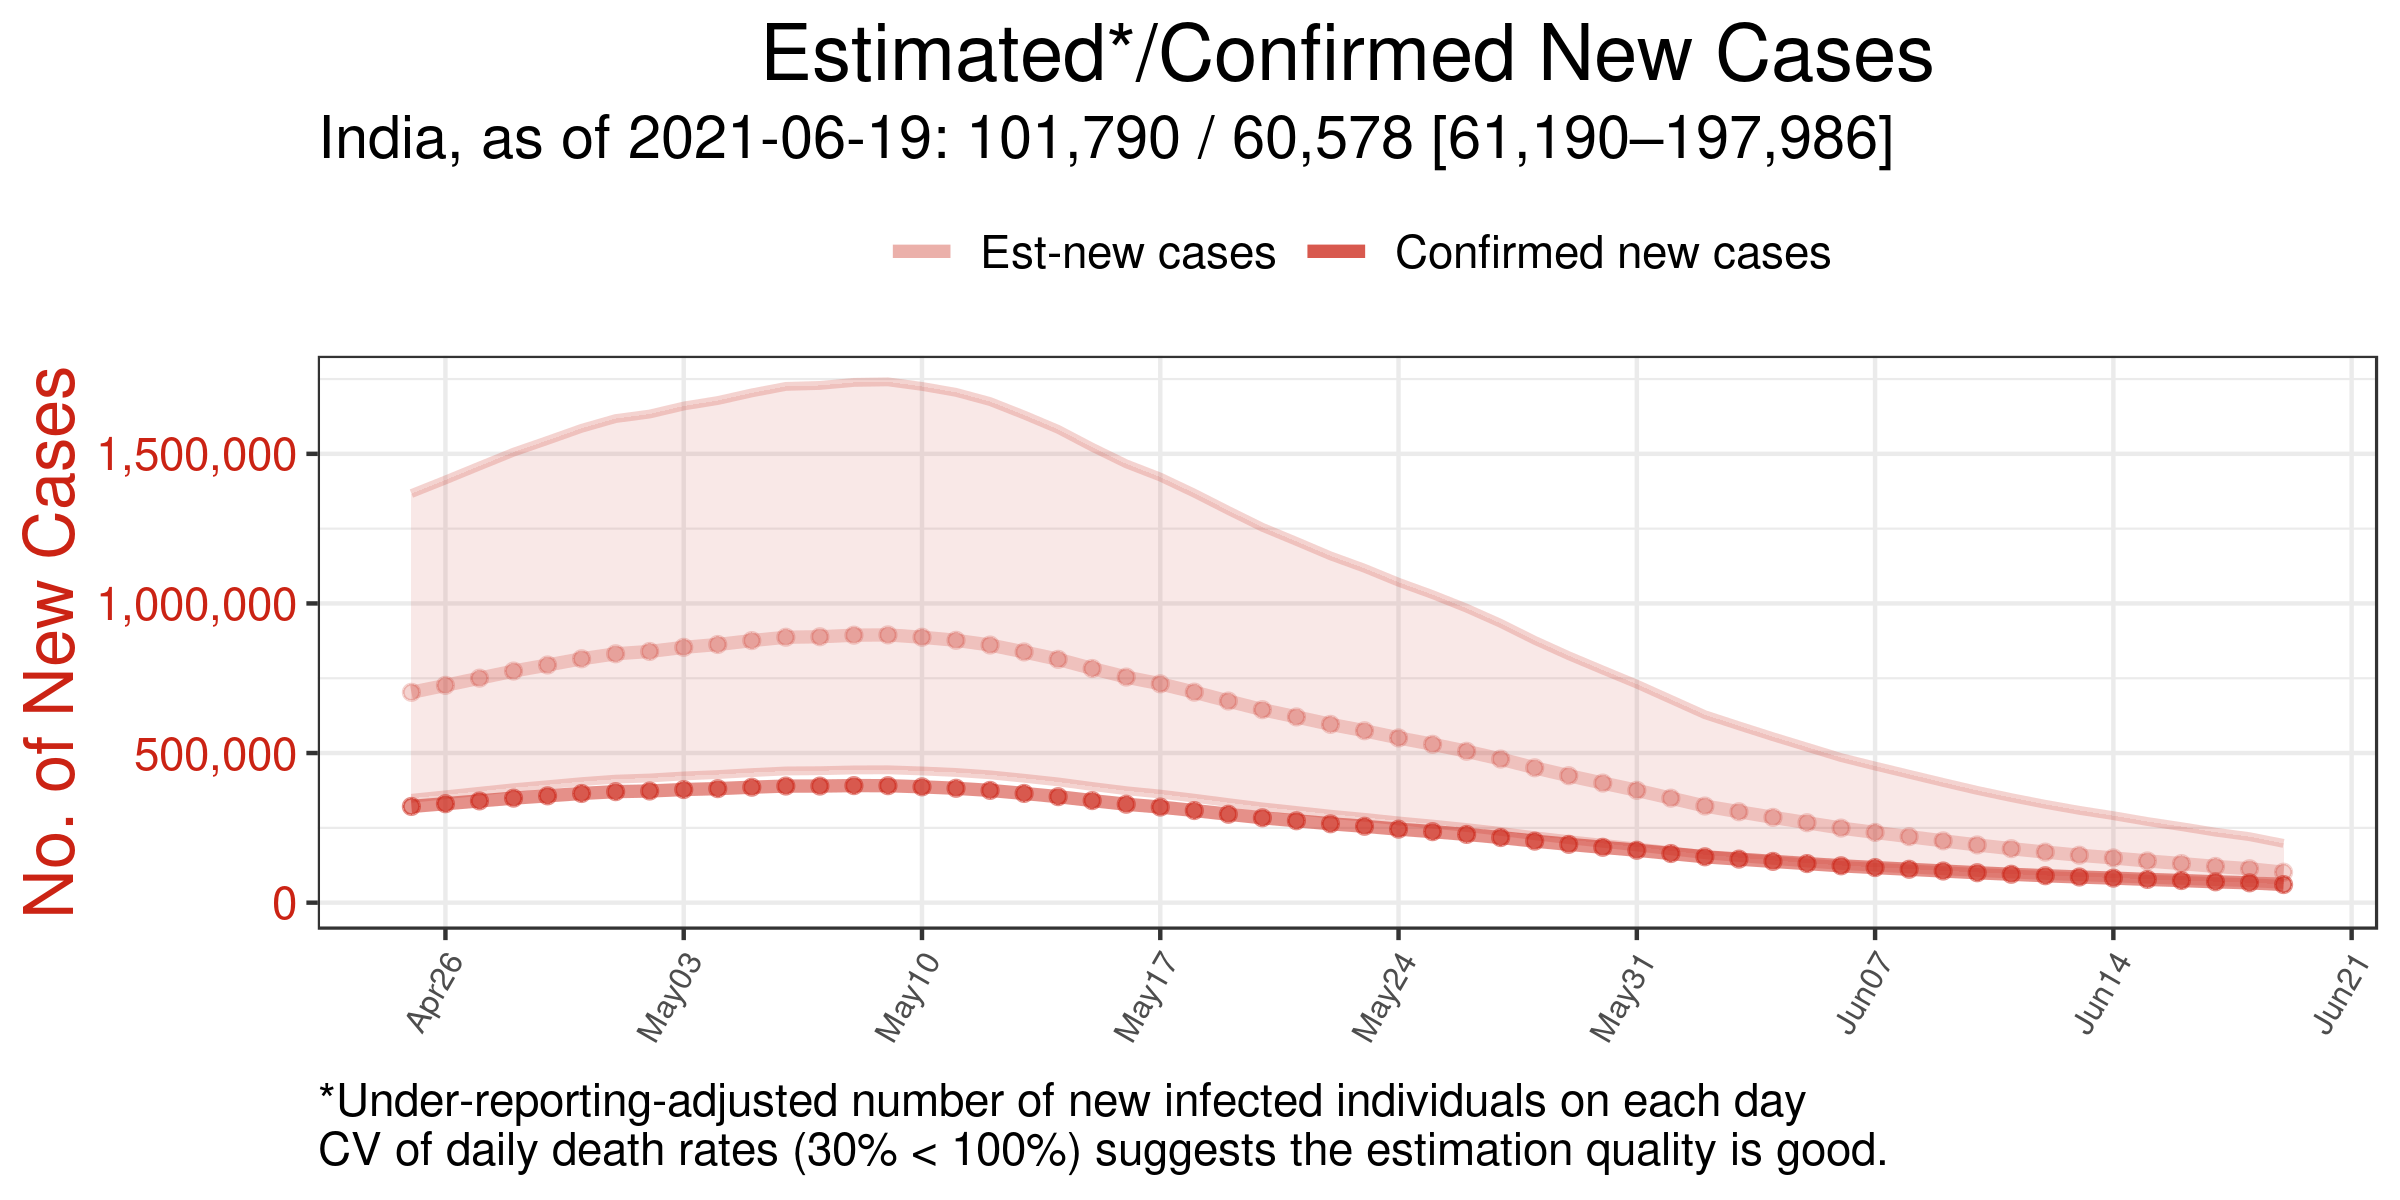 Estimated*/Confirmed New Cases
India, as of 2021-06-19: 101,790 / 60,578 [61,190–197,986]
Est-new cases Confirmed new cases
No. of New Cases
1,500,000
1,000,000
500,000
0
Apr26 May03 May10 May17 May24 May31 Jun07 Jun14 Jun21
*Under-reporting-adjusted number of new infected individuals on each day
CV of daily death rates (30% < 100%) suggests the estimation quality is good.